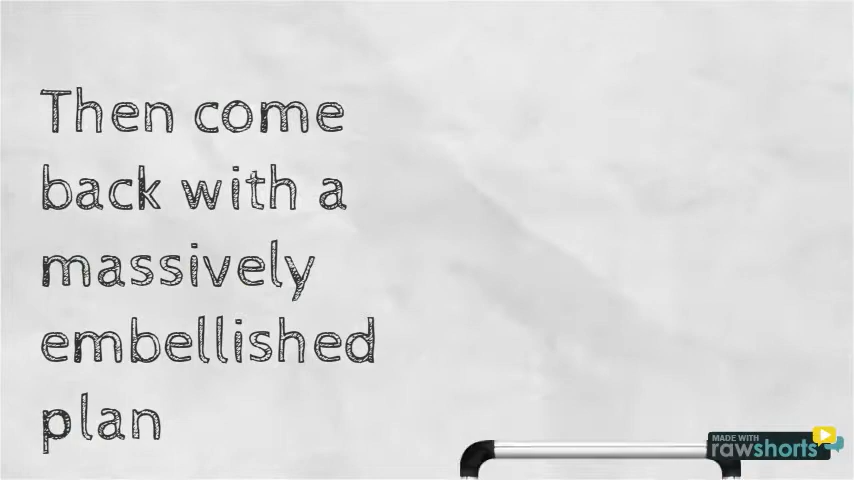 Then come
back with a
massively
embellished
plan
MADE WITH
rawshorts